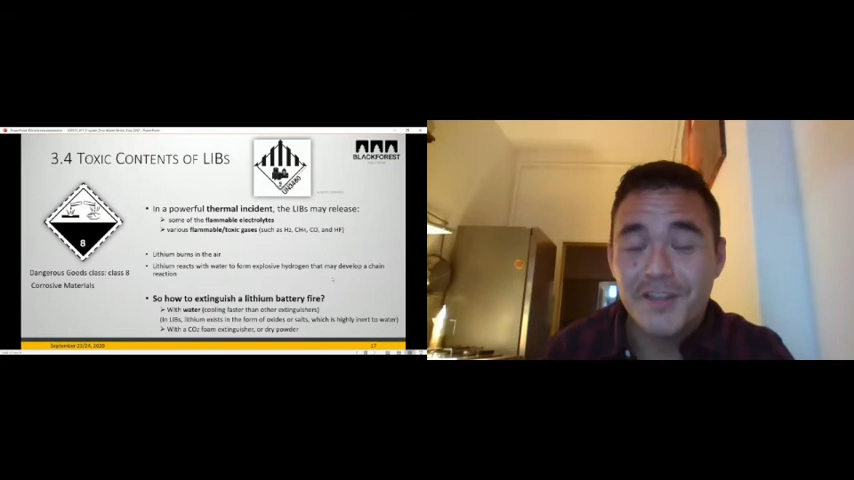 3.4 TOXIC CONTENTS OF LIBS
UN3480
BLACKFOREST
8
Dangerous Goods class: class 8
Corrosive Materials
• In a powerful thermal incident, the LIBs may release:
➢ some of the flammable electrolytes
➢ various flammable/toxic gases (such as H2, CH4, CO, and HF)
• Lithium burns in the air
• Lithium reacts with water to form explosive hydrogen that may develop a chain
reaction
• So how to extinguish a lithium battery fire?
➢ With water (cooling faster than other extinguishers)
(In LIBs, lithium exists in the form of oxides or salts, which is highly inert to water)
➢ With a CO2 foam extinguisher, or dry powder
September 23/24, 2020
17